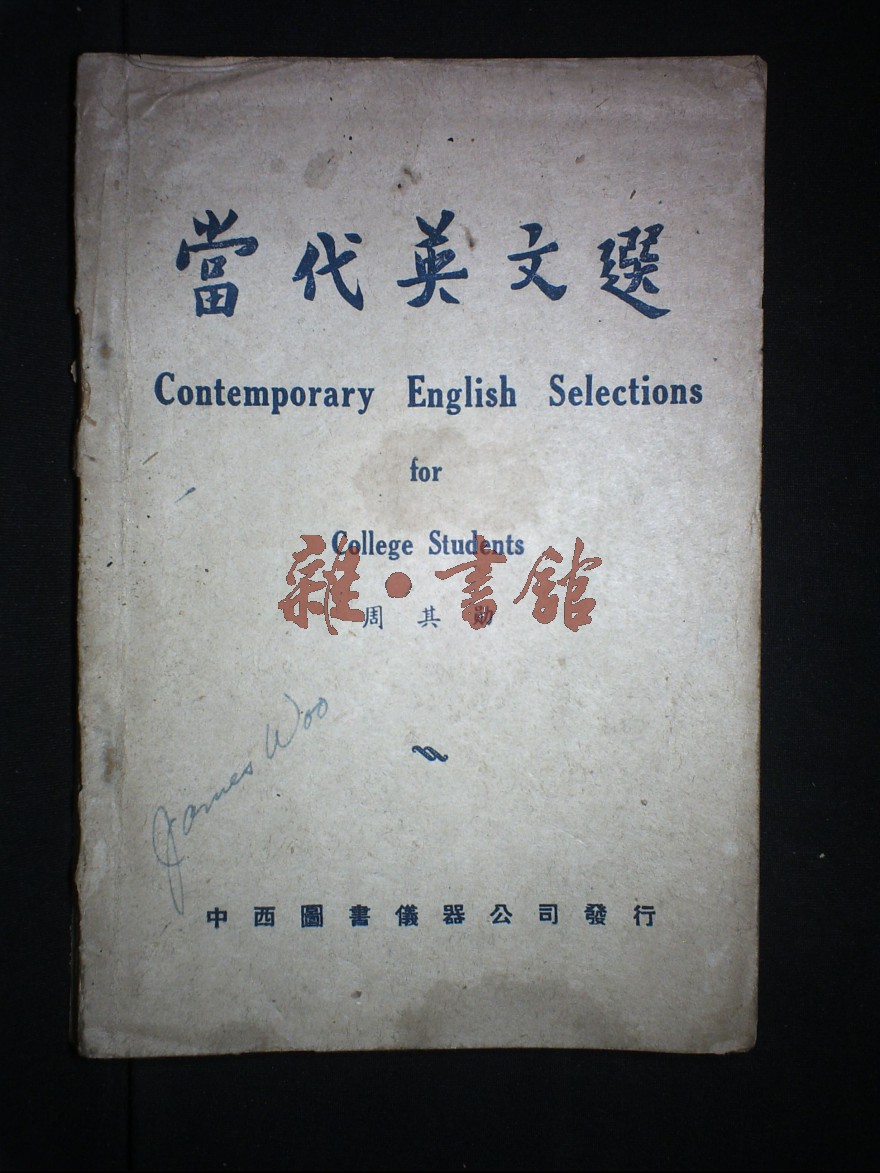 當代英文選
Contemporary English Selections
for
College Students
雜·書館
周其勛
James Woo
中西圖書儀器公司發行